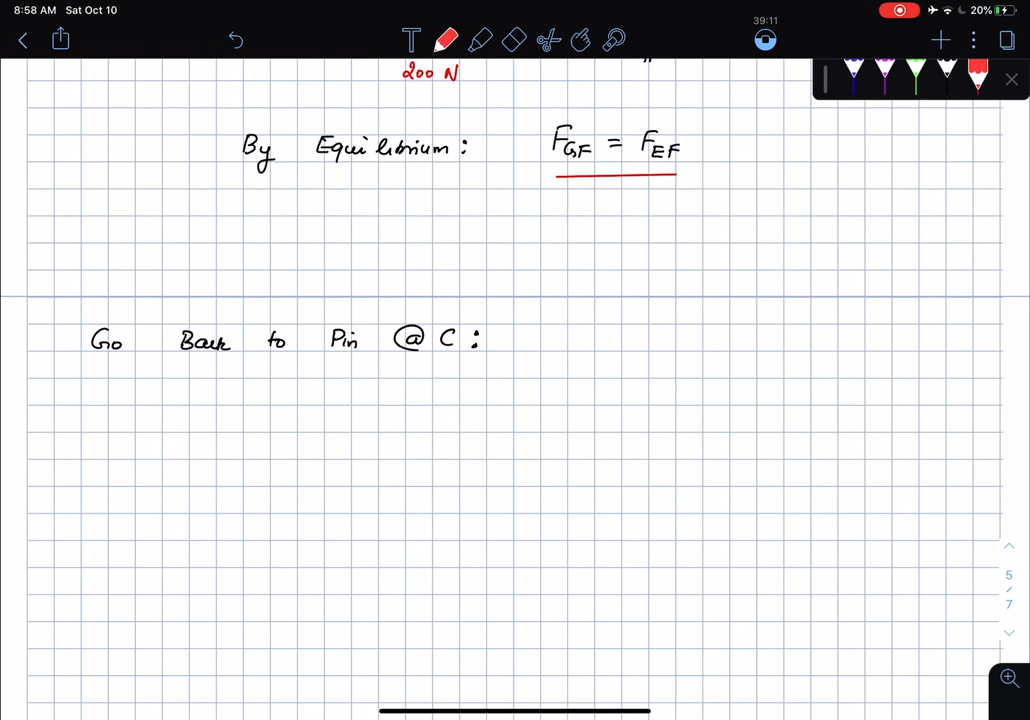 8:58 AM Sat Oct 10
20%
39:11
T
200 N
By Equilibrium: F_GF = F_EF
Go Back to Pin @ C:
5
7